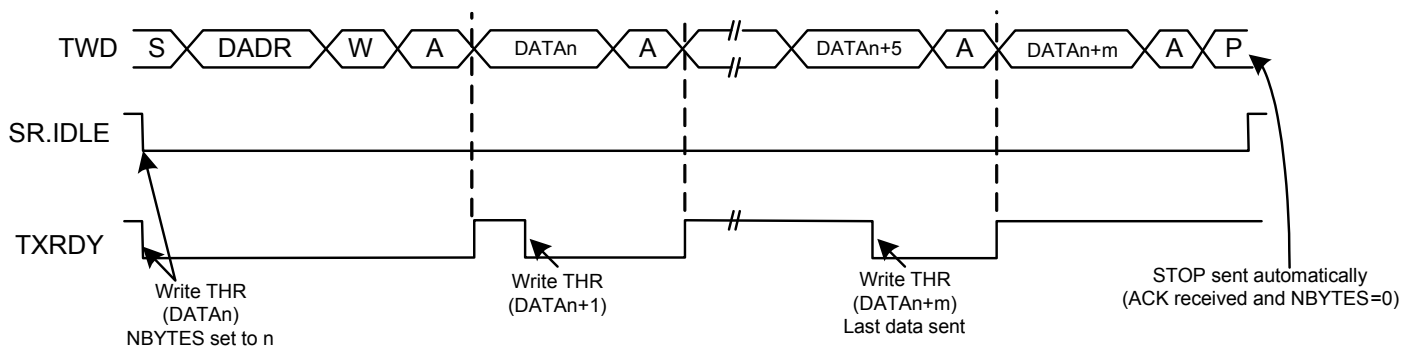 TWD S DADR W A DATAn A DATAn+5 A DATAn+m A P
SR.IDLE
TXRDY
Write THR
(DATAn)
NBYTES set to n
Write THR
(DATAn+1)
Write THR
(DATAn+m)
Last data sent
STOP sent automatically
(ACK received and NBYTES=0)